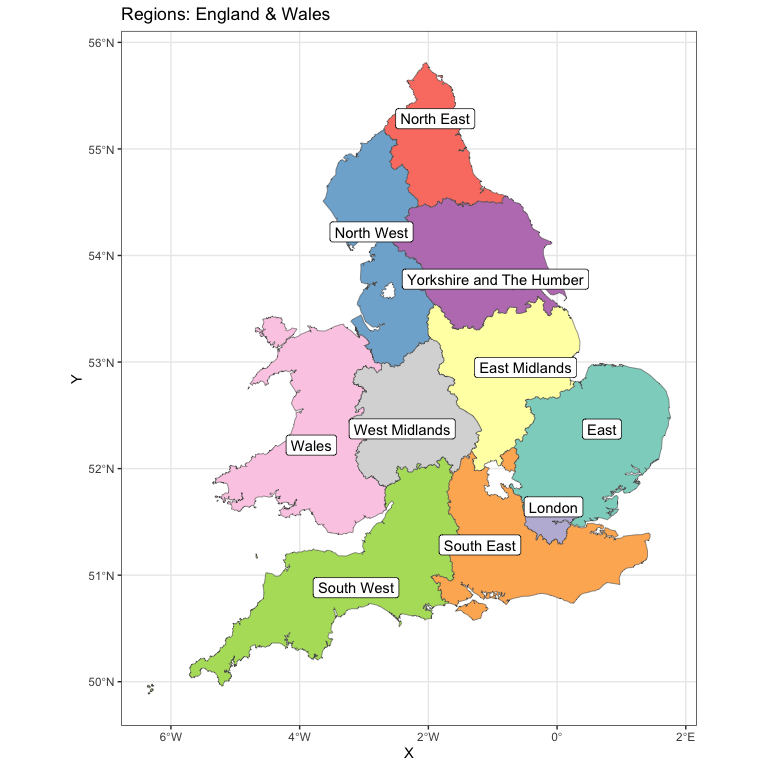 Regions: England & Wales
56°N
North East
55°N
North West
54°N
Yorkshire and The Humber
53°N
East Midlands
Y
West Midlands
East
Wales
52°N
London
South East
51°N
South West
50°N
6°W
4°W
2°W
0°
2°E
X